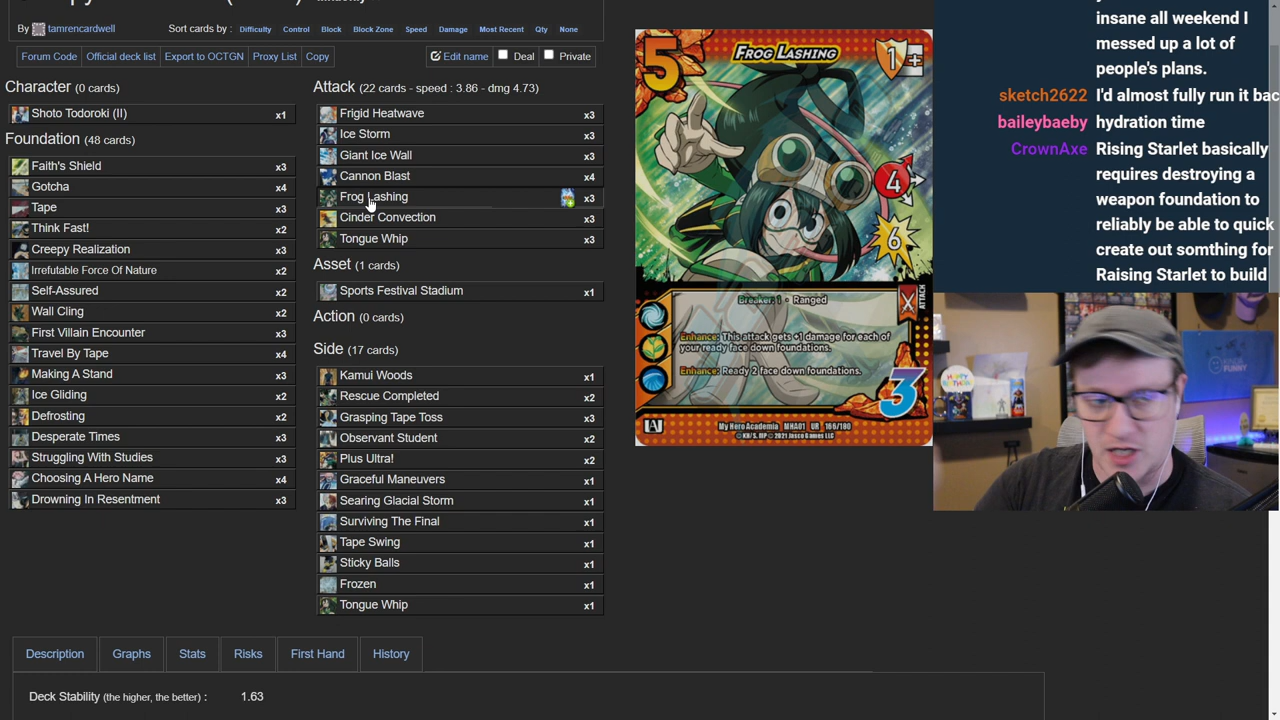 By tamrencardwell
Sort cards by : Difficulty Control Block Block Zone Speed Damage Most Recent Qty None
Forum Code Official deck list Export to OCTGN Proxy List Copy Edit name Deal Private
Character (0 cards)
Shoto Todoroki (II) x1
Foundation (48 cards)
Faith's Shield x3
Gotcha x4
Tape x3
Think Fast! x2
Creepy Realization x3
Irrefutable Force Of Nature x2
Self-Assured x2
Wall Cling x2
First Villain Encounter x3
Travel By Tape x4
Making A Stand x3
Ice Gliding x2
Defrosting x2
Desperate Times x3
Struggling With Studies x3
Choosing A Hero Name x4
Drowning In Resentment x3
Attack (22 cards - speed : 3.86 - dmg 4.73)
Frigid Heatwave x3
Ice Storm x3
Giant Ice Wall x3
Cannon Blast x4
Frog Lashing x3
Cinder Convection x3
Tongue Whip x3
Asset (1 cards)
Sports Festival Stadium x1
Action (0 cards)
Side (17 cards)
Kamui Woods x1
Rescue Completed x2
Grasping Tape Toss x3
Observant Student x2
Plus Ultra! x2
Graceful Maneuvers x1
Searing Glacial Storm x1
Surviving The Final x1
Tape Swing x1
Sticky Balls x1
Frozen x1
Tongue Whip x1
5
FROG LASHING
1 +
4
6
ATTACK
Breaker: 1 • Ranged
Enhance: This attack gets +1 damage for each of
your ready face down foundations.
Enhance: Ready 2 face down foundations.
3
My Hero Academia MHA01 UR 166/180
insane all weekend I
messed up a lot of
people's plans.
sketch2622 I'd almost fully run it bac
baileybaeby hydration time
CrownAxe Rising Starlet basically
requires destroying a
weapon foundation to
reliably be able to quick
create out somthing for
Raising Starlet to build
HAPPY
BIRTHDAY
FUNNY
Description Graphs Stats Risks First Hand History
Deck Stability (the higher, the better) : 1.63